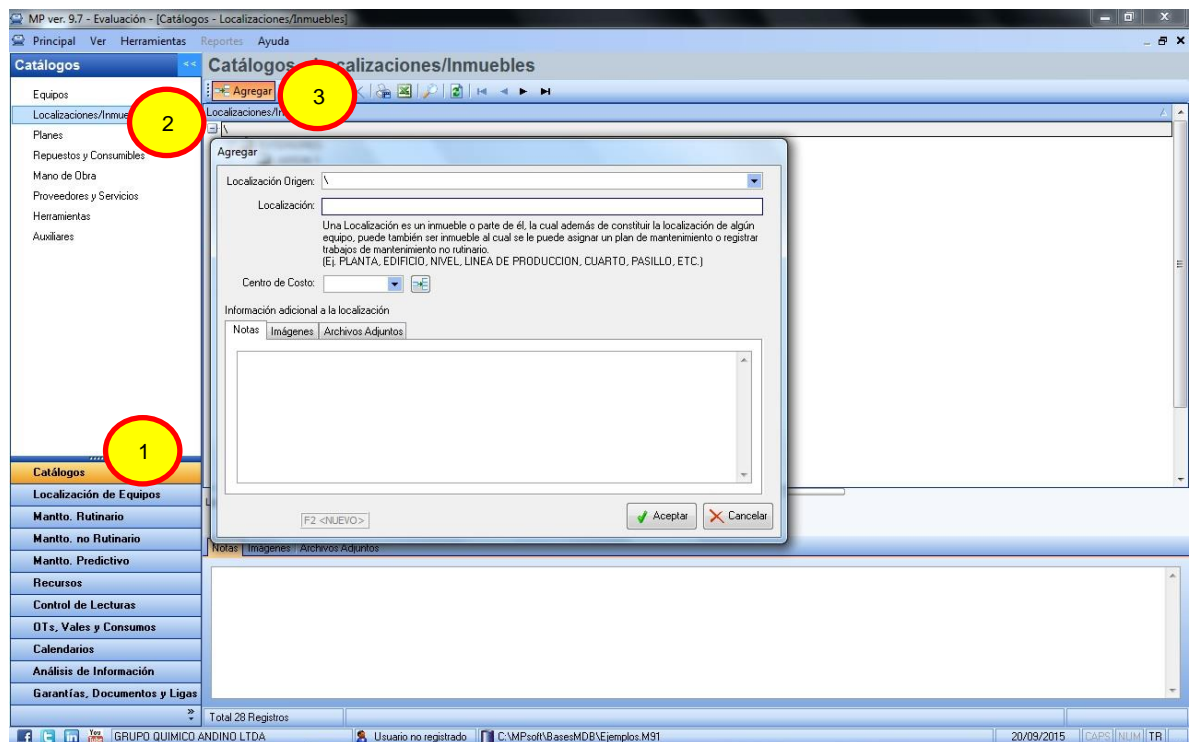 MP ver. 9.7 - Evaluación - [Catálogos - Localizaciones/Inmuebles]
Principal Ver Herramientas Reportes Ayuda
Catálogos <<
Catálogos
Equipos
Localizaciones/Inmue
Planes
Repuestos y Consumibles
Mano de Obra
Proveedores y Servicios
Herramientas
Auxiliares
1
2
3
Catálogos
Localización de Equipos
Mantto. Rutinario
Mantto. no Rutinario
Mantto. Predictivo
Recursos
Control de Lecturas
OTs, Vales y Consumos
Calendarios
Análisis de Información
Garantías, Documentos y Ligas
calizaciones/Inmuebles
Agregar
Localizaciones/In
\
Agregar
Localización Origen: \
Localización:
Una Localización es un inmueble o parte de él, la cual además de constituir la localización de algún
equipo, puede también ser inmueble al cual se le puede asignar un plan de mantenimiento o registrar
trabajos de mantenimiento no rutinario.
(Ej. PLANTA, EDIFICIO, NIVEL, LINEA DE PRODUCCION, CUARTO, PASILLO, ETC.)
Centro de Costo:
Información adicional a la localización
Notas Imágenes Archivos Adjuntos
F2 <NUEVO>
Aceptar Cancelar
Notas Imágenes Archivos Adjuntos
Total 28 Registros
GRUPO QUIMICO ANDINO LTDA Usuario no registrado C:\MPsoft\BasesMDB\Ejemplos.M91 20/09/2015 CAPS NUM TR